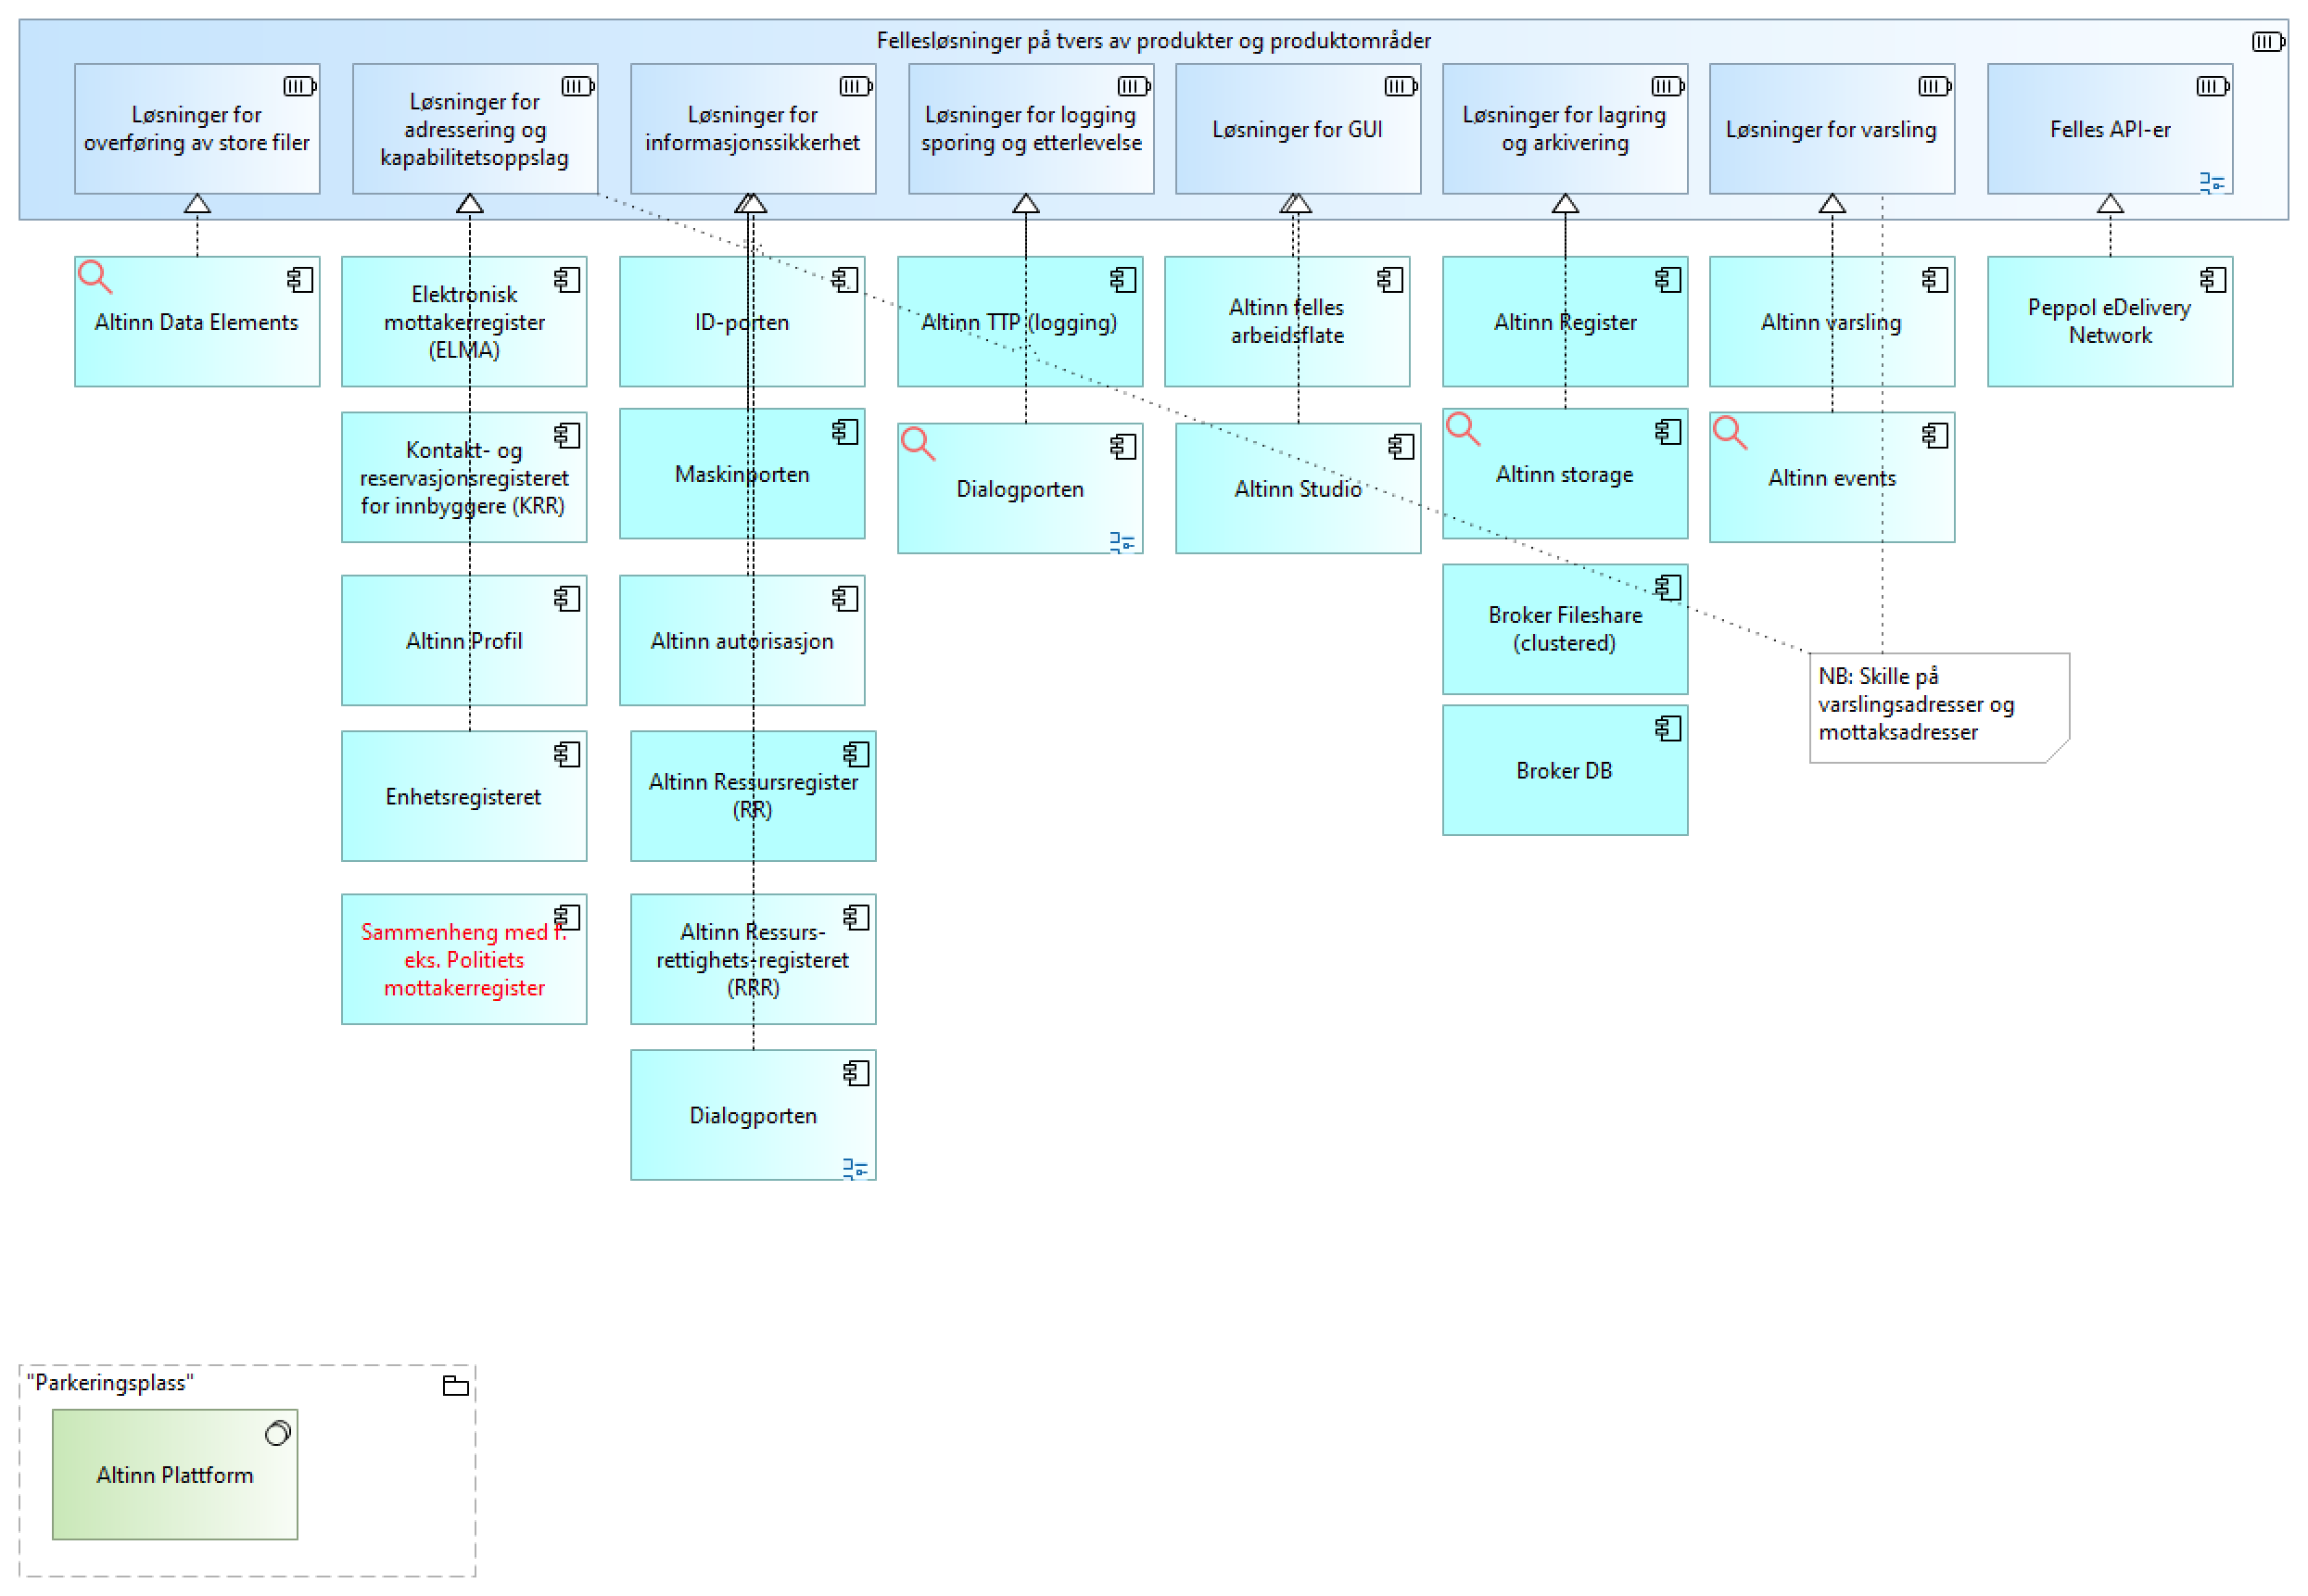 Fellesløsninger på tvers av produkter og produktområder
Løsninger for
overføring av store filer
Løsninger for
adressering og
kapabilitetsoppslag
Løsninger for
informasjonssikkerhet
Løsninger for logging
sporing og etterlevelse
Løsninger for GUI
Løsninger for lagring
og arkivering
Løsninger for varsling
Felles API-er
Altinn Data Elements
Elektronisk
mottakerregister
(ELMA)
ID-porten
Altinn TTP (logging)
Altinn felles
arbeidsflate
Altinn Register
Altinn varsling
Peppol eDelivery
Network
Kontakt- og
reservasjonsregisteret
for innbyggere (KRR)
Maskinporten
Dialogporten
Altinn Studio
Altinn storage
Altinn events
Altinn Profil
Altinn autorisasjon
Broker Fileshare
(clustered)
NB: Skille på
varslingsadresser og
mottaksadresser
Enhetsregisteret
Altinn Ressursregister
(RR)
Broker DB
Sammenheng med f.
eks. Politiets
mottakerregister
Altinn Ressurs-
rettighets-registeret
(RRR)
Dialogporten
"Parkeringsplass"
Altinn Plattform